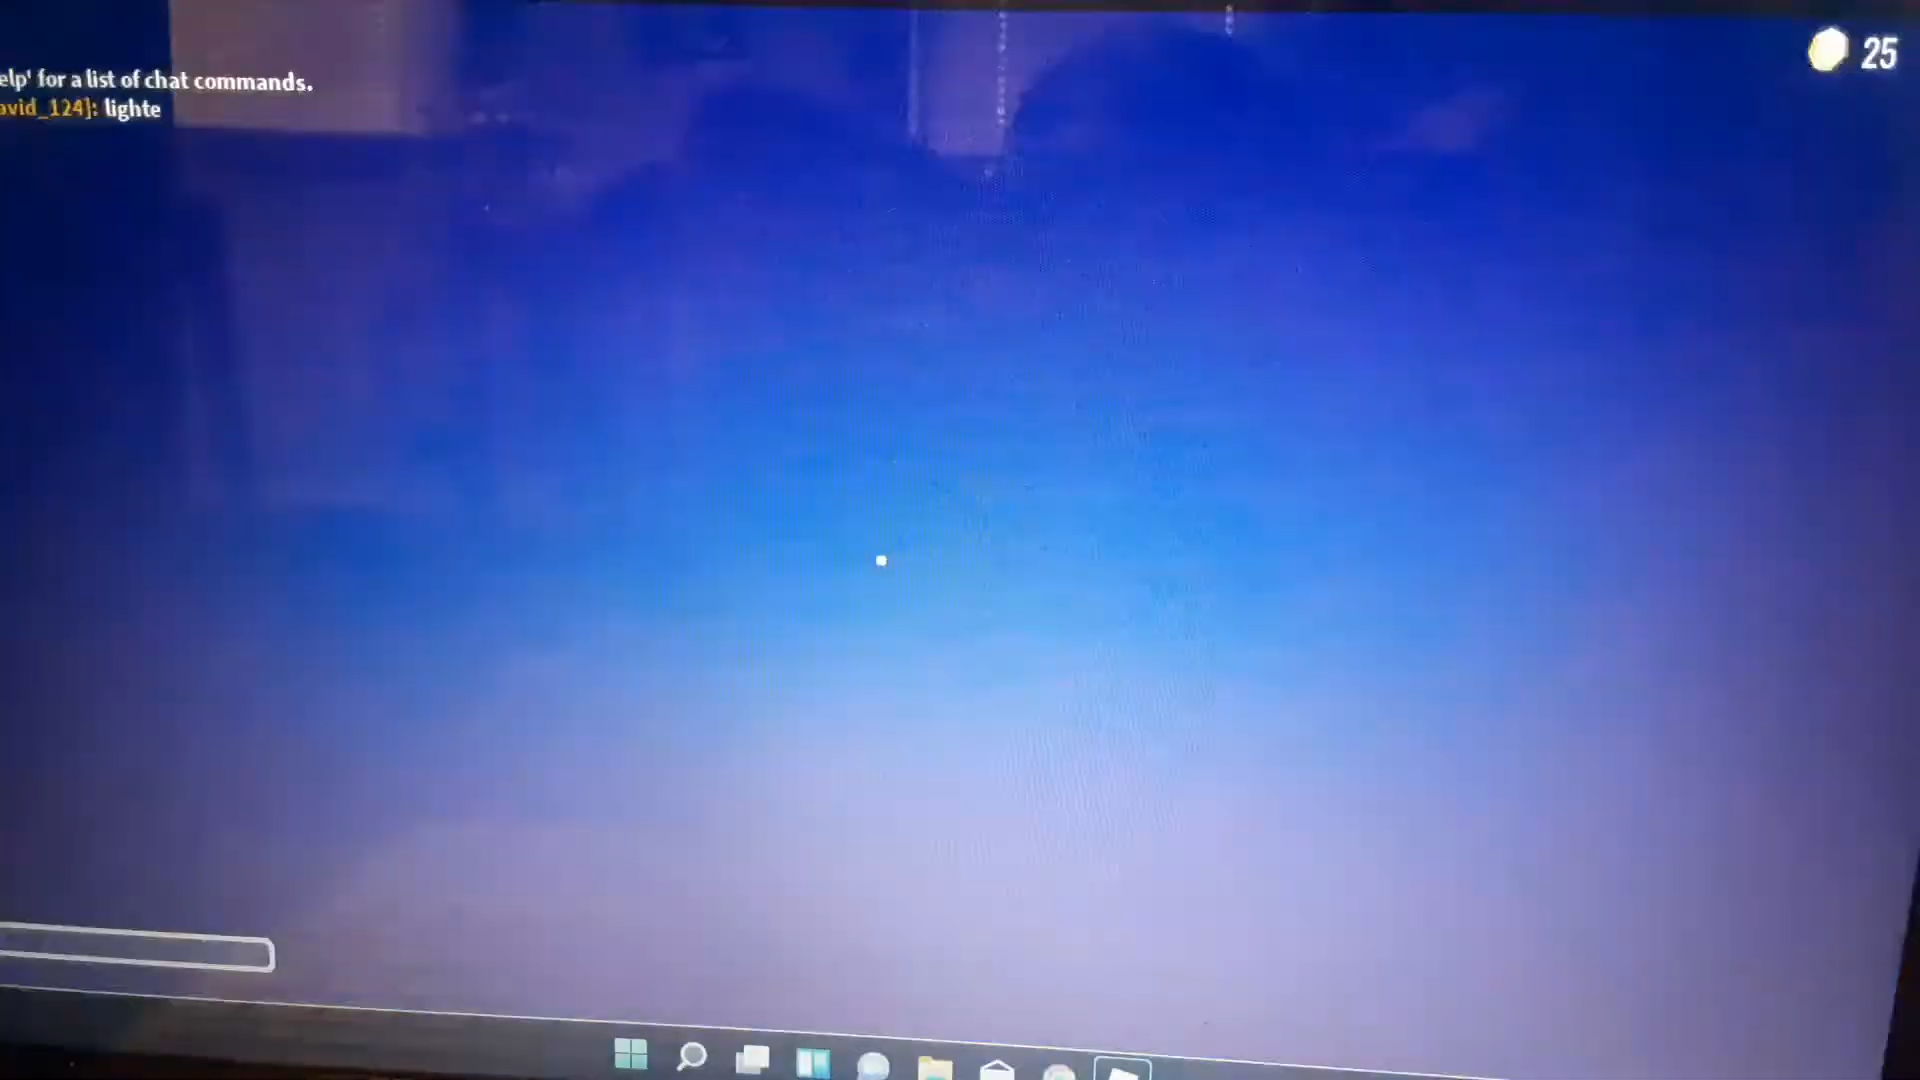 elp' for a list of chat commands.
avid_124]: lighte
25